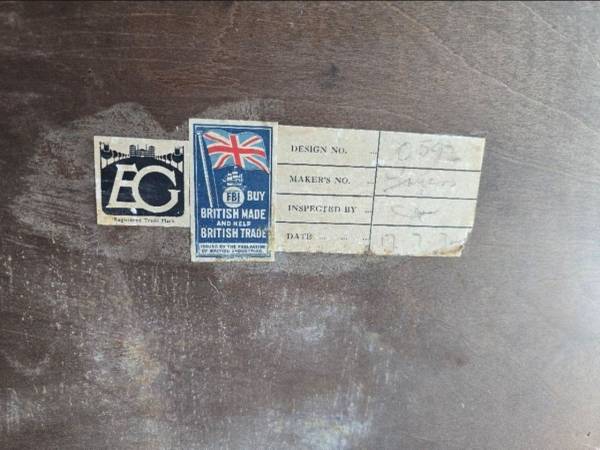 EG
Registered Trade Mark
FBI
BUY
BRITISH MADE
AND HELP
BRITISH TRADE
ISSUED BY THE FEDERATION
OF BRITISH INDUSTRIES
DESIGN NO. ...
MAKER'S NO. ...
INSPECTED BY ...
DATE ... ... ...